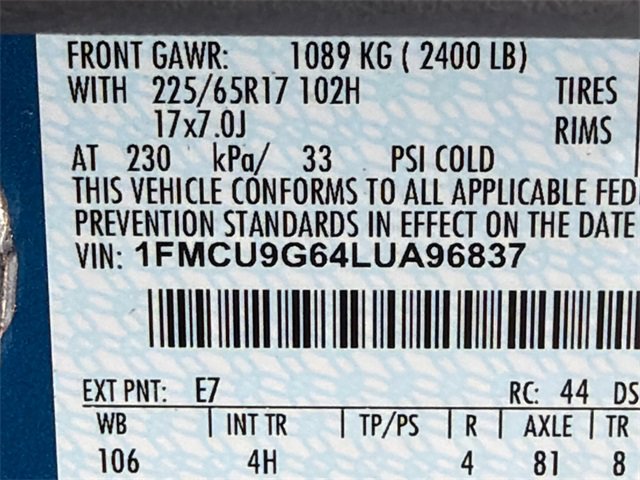 FRONT GAWR: 1089 KG ( 2400 LB)
WITH 225/65R17 102H TIRES
17x7.0J RIMS
AT 230 kPa/ 33 PSI COLD
THIS VEHICLE CONFORMS TO ALL APPLICABLE FED
PREVENTION STANDARDS IN EFFECT ON THE DATE
VIN: 1FMCU9G64LUA96837
EXT PNT: E7 RC: 44 DS
WB | INT TR | TP/PS | R | AXLE | TR
106 4H 4 81 8